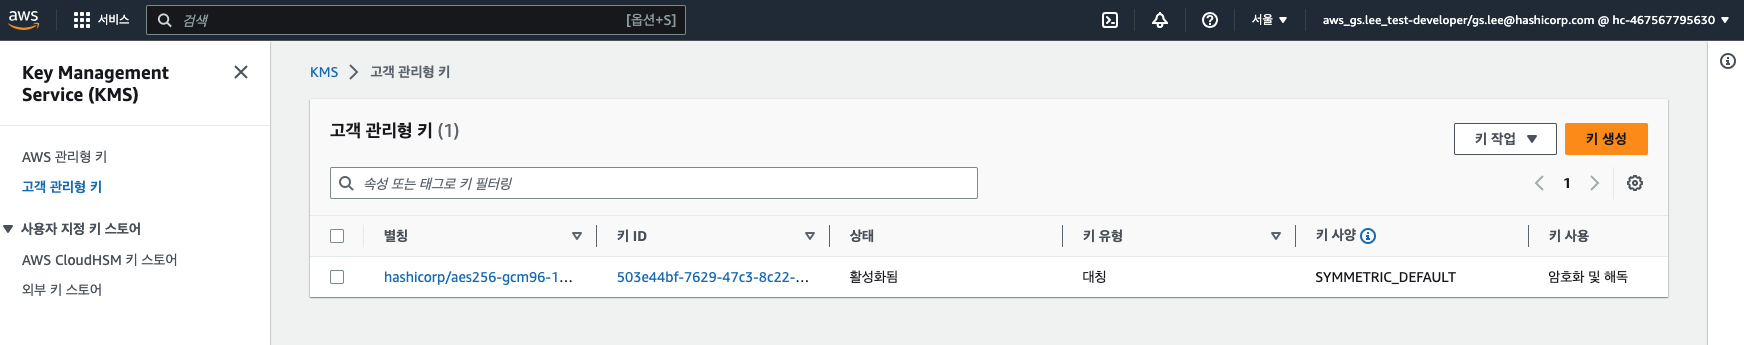 aws 서비스 검색 [옵션+S] 서울 aws_gs.lee_test-developer/gs.lee@hashicorp.com @ hc-467567795630
Key Management
Service (KMS)
AWS 관리형 키
고객 관리형 키
사용자 지정 키 스토어
AWS CloudHSM 키 스토어
외부 키 스토어
KMS 고객 관리형 키
고객 관리형 키 (1)
키 작업 키 생성
속성 또는 태그로 키 필터링
1
별칭 키 ID 상태 키 유형 키 사양 키 사용
hashicorp/aes256-gcm96-1... 503e44bf-7629-47c3-8c22-... 활성화됨 대칭 SYMMETRIC_DEFAULT 암호화 및 해독